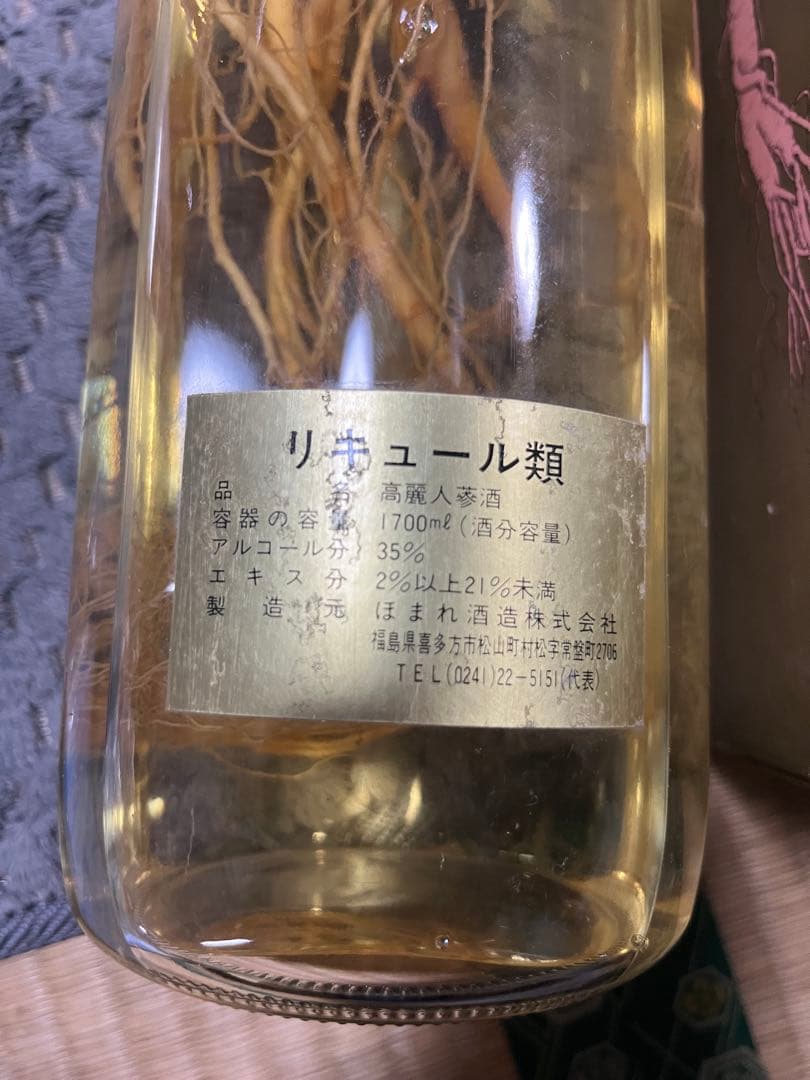 リキュール類
品 名 高麗人蔘酒
容器の容量 1700mℓ(酒分容量)
アルコール分 35%
エキス分 2%以上21%未満
製造元 ほまれ酒造株式会社
福島県喜多方市松山町村松字常盤町2706
TEL(0241)22-5151(代表)